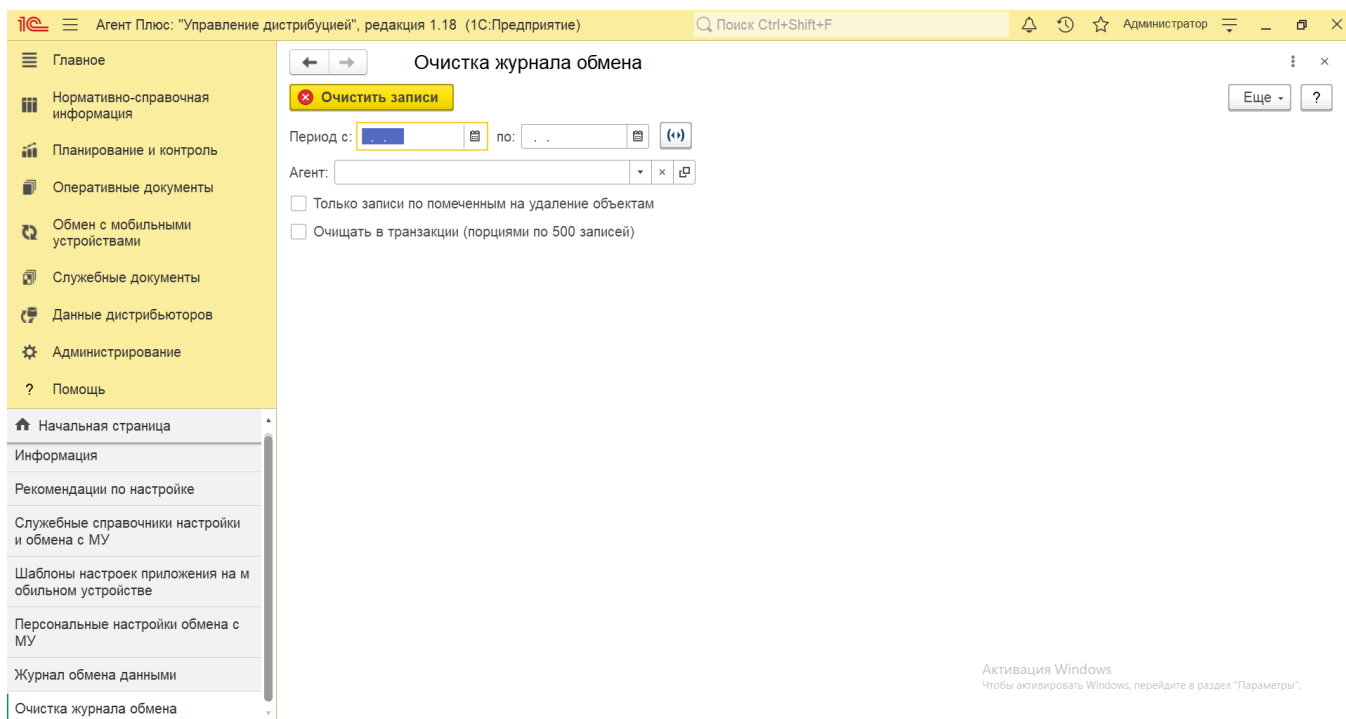 1С Агент Плюс: "Управление дистрибуцией", редакция 1.18 (1С:Предприятие)
Поиск Ctrl+Shift+F
Администратор
Главное
Нормативно-справочная
информация
Планирование и контроль
Оперативные документы
Обмен с мобильными
устройствами
Служебные документы
Данные дистрибьюторов
Администрирование
? Помощь
Начальная страница
Информация
Рекомендации по настройке
Служебные справочники настройки
и обмена с МУ
Шаблоны настроек приложения на м
обильном устройстве
Персональные настройки обмена с
МУ
Журнал обмена данными
Очистка журнала обмена
Очистка журнала обмена
Очистить записи
Еще
?
Период с: . . по: . .
Агент:
Только записи по помеченным на удаление объектам
Очищать в транзакции (порциями по 500 записей)
Активация Windows
Чтобы активировать Windows, перейдите в раздел "Параметры".